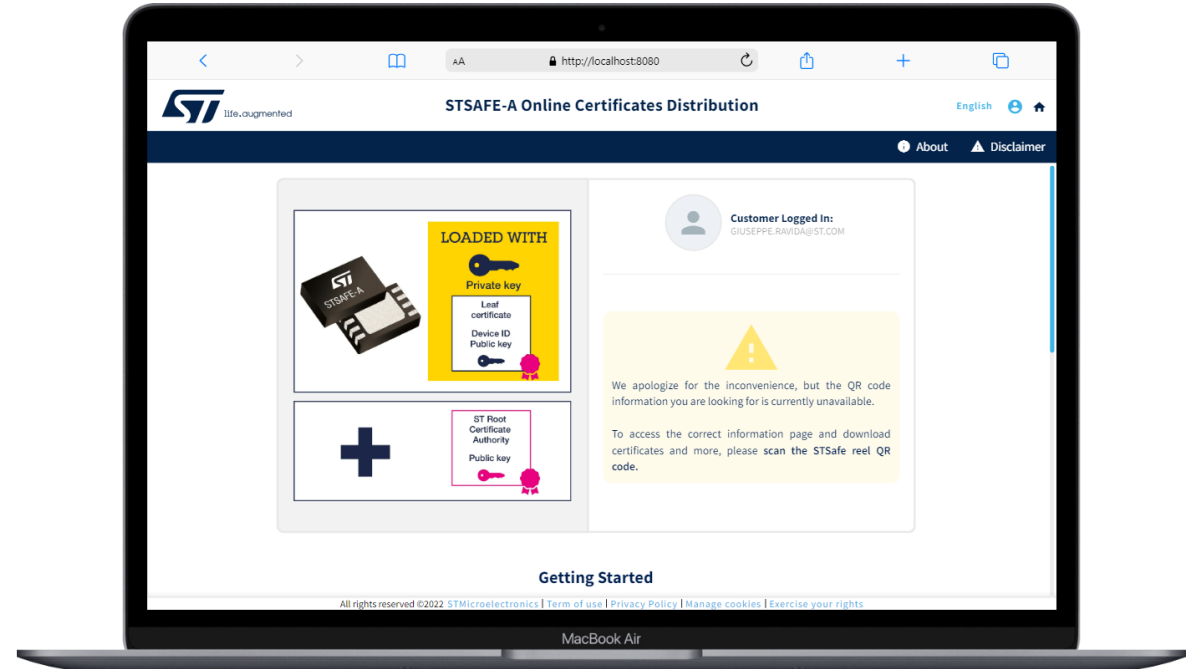 AA
http://localhost:8080
ST
life.augmented
STSAFE-A Online Certificates Distribution
English
About
Disclaimer
ST
STSAFE-A
LOADED WITH
Private key
Leaf
certificate
Device ID
Public key
ST Root
Certificate
Authority
Public key
Customer Logged In:
GIUSEPPE.RAVIDA@ST.COM
We apologize for the inconvenience, but the QR code
information you are looking for is currently unavailable.
To access the correct information page and download
certificates and more, please scan the STSafe reel QR
code.
Getting Started
All rights reserved ©2022 STMicroelectronics | Term of use | Privacy Policy | Manage cookies | Exercise your rights
MacBook Air